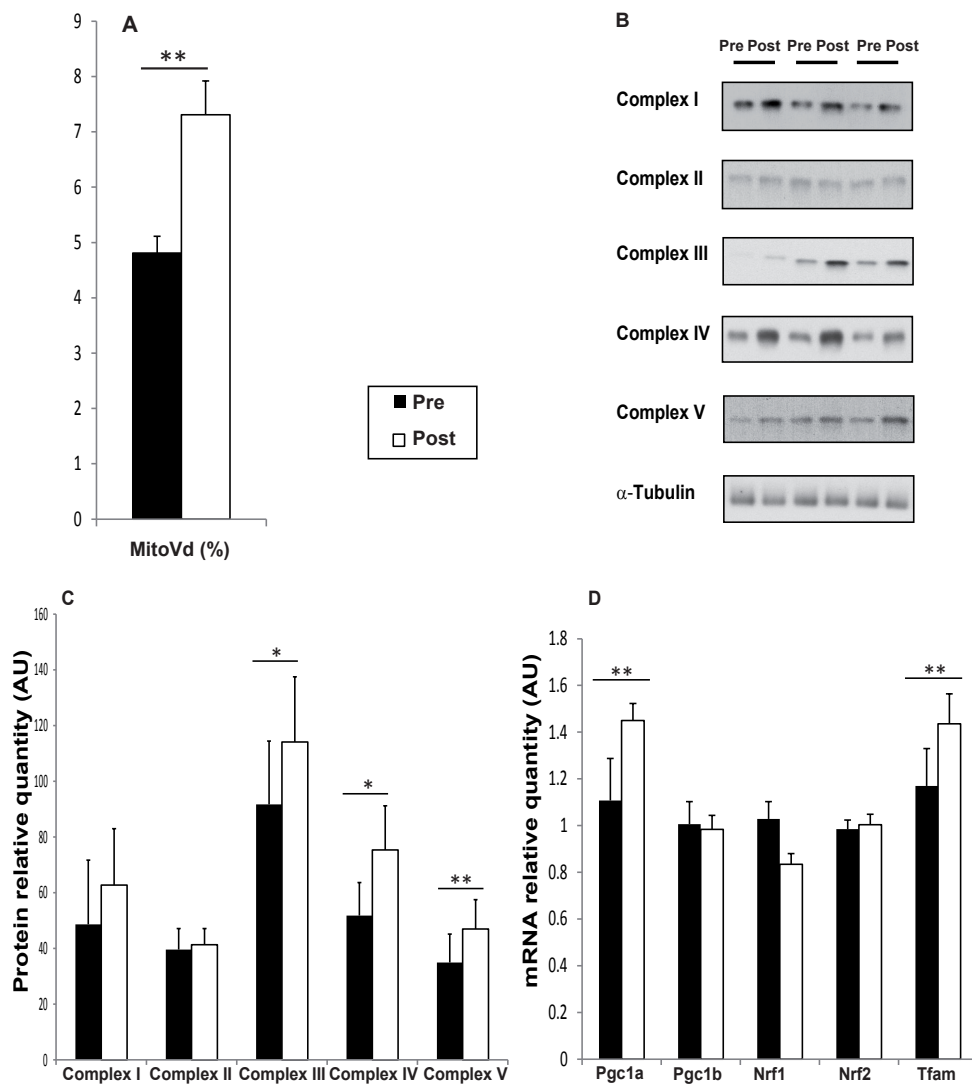 A
9
8
7
6
5
4
3
2
1
0
**
MitoVd (%)
Pre
Post
B
Pre Post Pre Post Pre Post
Complex I
Complex II
Complex III
Complex IV
Complex V
α-Tubulin
C
Protein relative quantity (AU)
160
140
120
100
80
60
40
20
0
*
*
**
Complex I Complex II Complex III Complex IV Complex V
D
mRNA relative quantity (AU)
1.8
1.6
1.4
1.2
1
0.8
0.6
0.4
0.2
0
**
**
Pgc1a Pgc1b Nrf1 Nrf2 Tfam